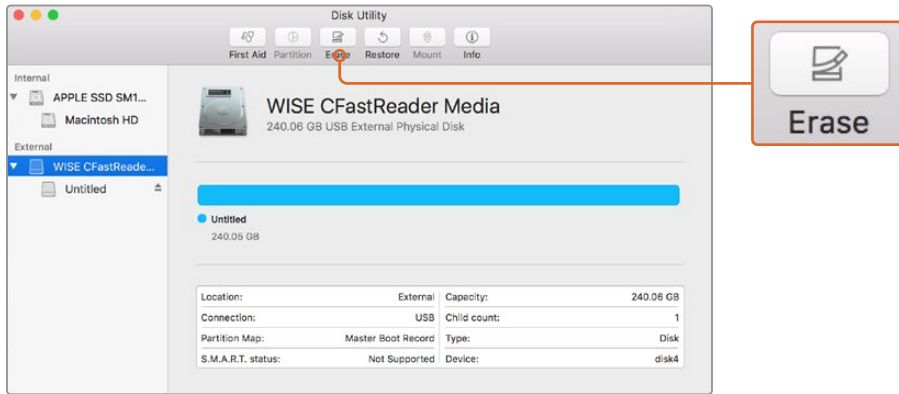 Disk Utility
First Aid Partition Erase Restore Mount Info
Erase
Internal
APPLE SSD SM1...
Macintosh HD
External
WISE CFastReade...
Untitled
WISE CFastReader Media
240.06 GB USB External Physical Disk
Untitled
240.05 GB
Location: External Capacity: 240.06 GB
Connection: USB Child count: 1
Partition Map: Master Boot Record Type: Disk
S.M.A.R.T. status: Not Supported Device: disk4